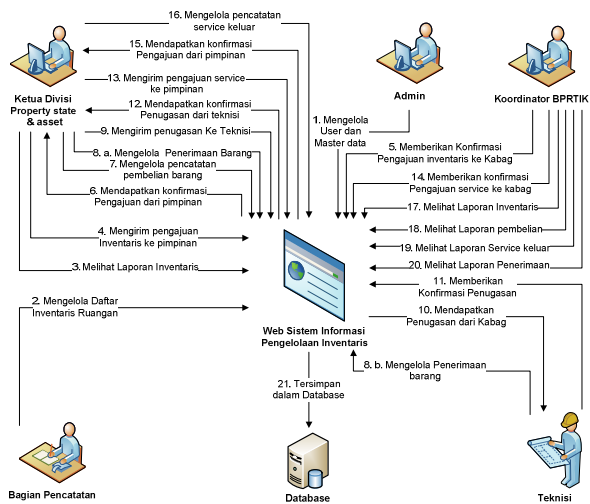 16. Mengelola pencatatan
service keluar
15. Mendapatkan konfirmasi
Pengajuan dari pimpinan
13. Mengirim pengajuan service
ke pimpinan
12. Mendapatkan konfirmasi
Penugasan dari teknisi
9. Mengirim penugasan Ke Teknisi
8. a. Mengelola Penerimaan Barang
7. Mengelola pencatatan
pembelian barang
6. Mendapatkan konfirmasi
Pengajuan dari pimpinan
4. Mengirim pengajuan
Inventaris ke pimpinan
3. Melihat Laporan Inventaris
2. Mengelola Daftar
Inventaris Ruangan
Ketua Divisi
Property state
& asset
Admin
Koordinator BPRTIK
1. Mengelola
User dan
Master data
5. Memberikan Konfirmasi
Pengajuan inventaris ke Kabag
14. Memberikan konfirmasi
Pengajuan service ke kabag
17. Melihat Laporan Inventaris
18. Melihat Laporan pembelian
19. Melihat Laporan Service keluar
20. Melihat Laporan Penerimaan
11. Memberikan
Konfirmasi Penugasan
10. Mendapatkan
Penugasan dari Kabag
8. b. Mengelola Penerimaan
barang
Web Sistem Informasi
Pengelolaan Inventaris
21. Tersimpan
dalam Database
Bagian Pencatatan
Database
Teknisi